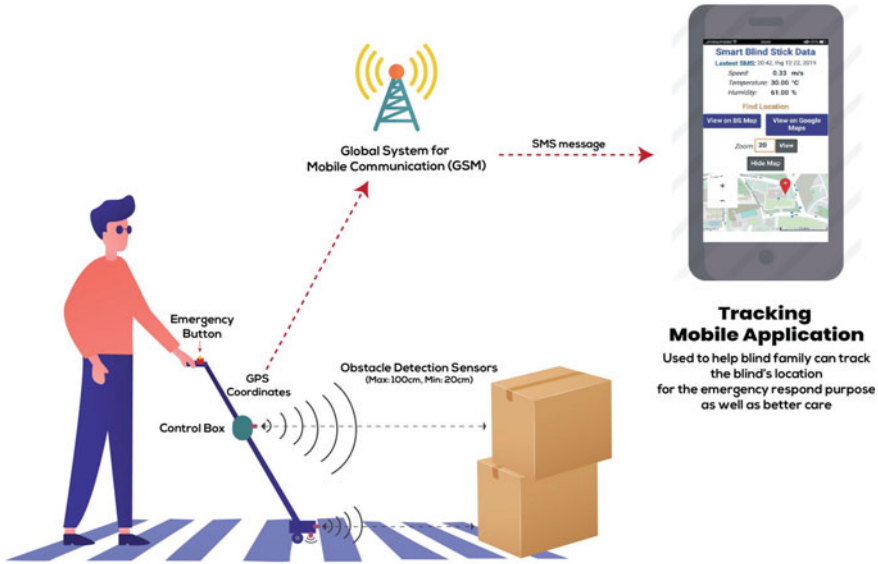 Global System for
Mobile Communication (GSM)
SMS message
Smart Blind Stick Data
Lastest SMS: 20:42, thg 12 22, 2019
Speed: 0.33 m/s
Temperature: 30.00 °C
Humidity: 61.00 %
Find Location
View on BS Map
View on Google
Maps
Zoom: 20 View
Hide Map
+
−
Tracking
Mobile Application
Used to help blind family can track
the blind's location
for the emergency respond purpose
as well as better care
Emergency
Button
GPS
Coordinates
Control Box
Obstacle Detection Sensors
(Max: 100cm, Min: 20cm)